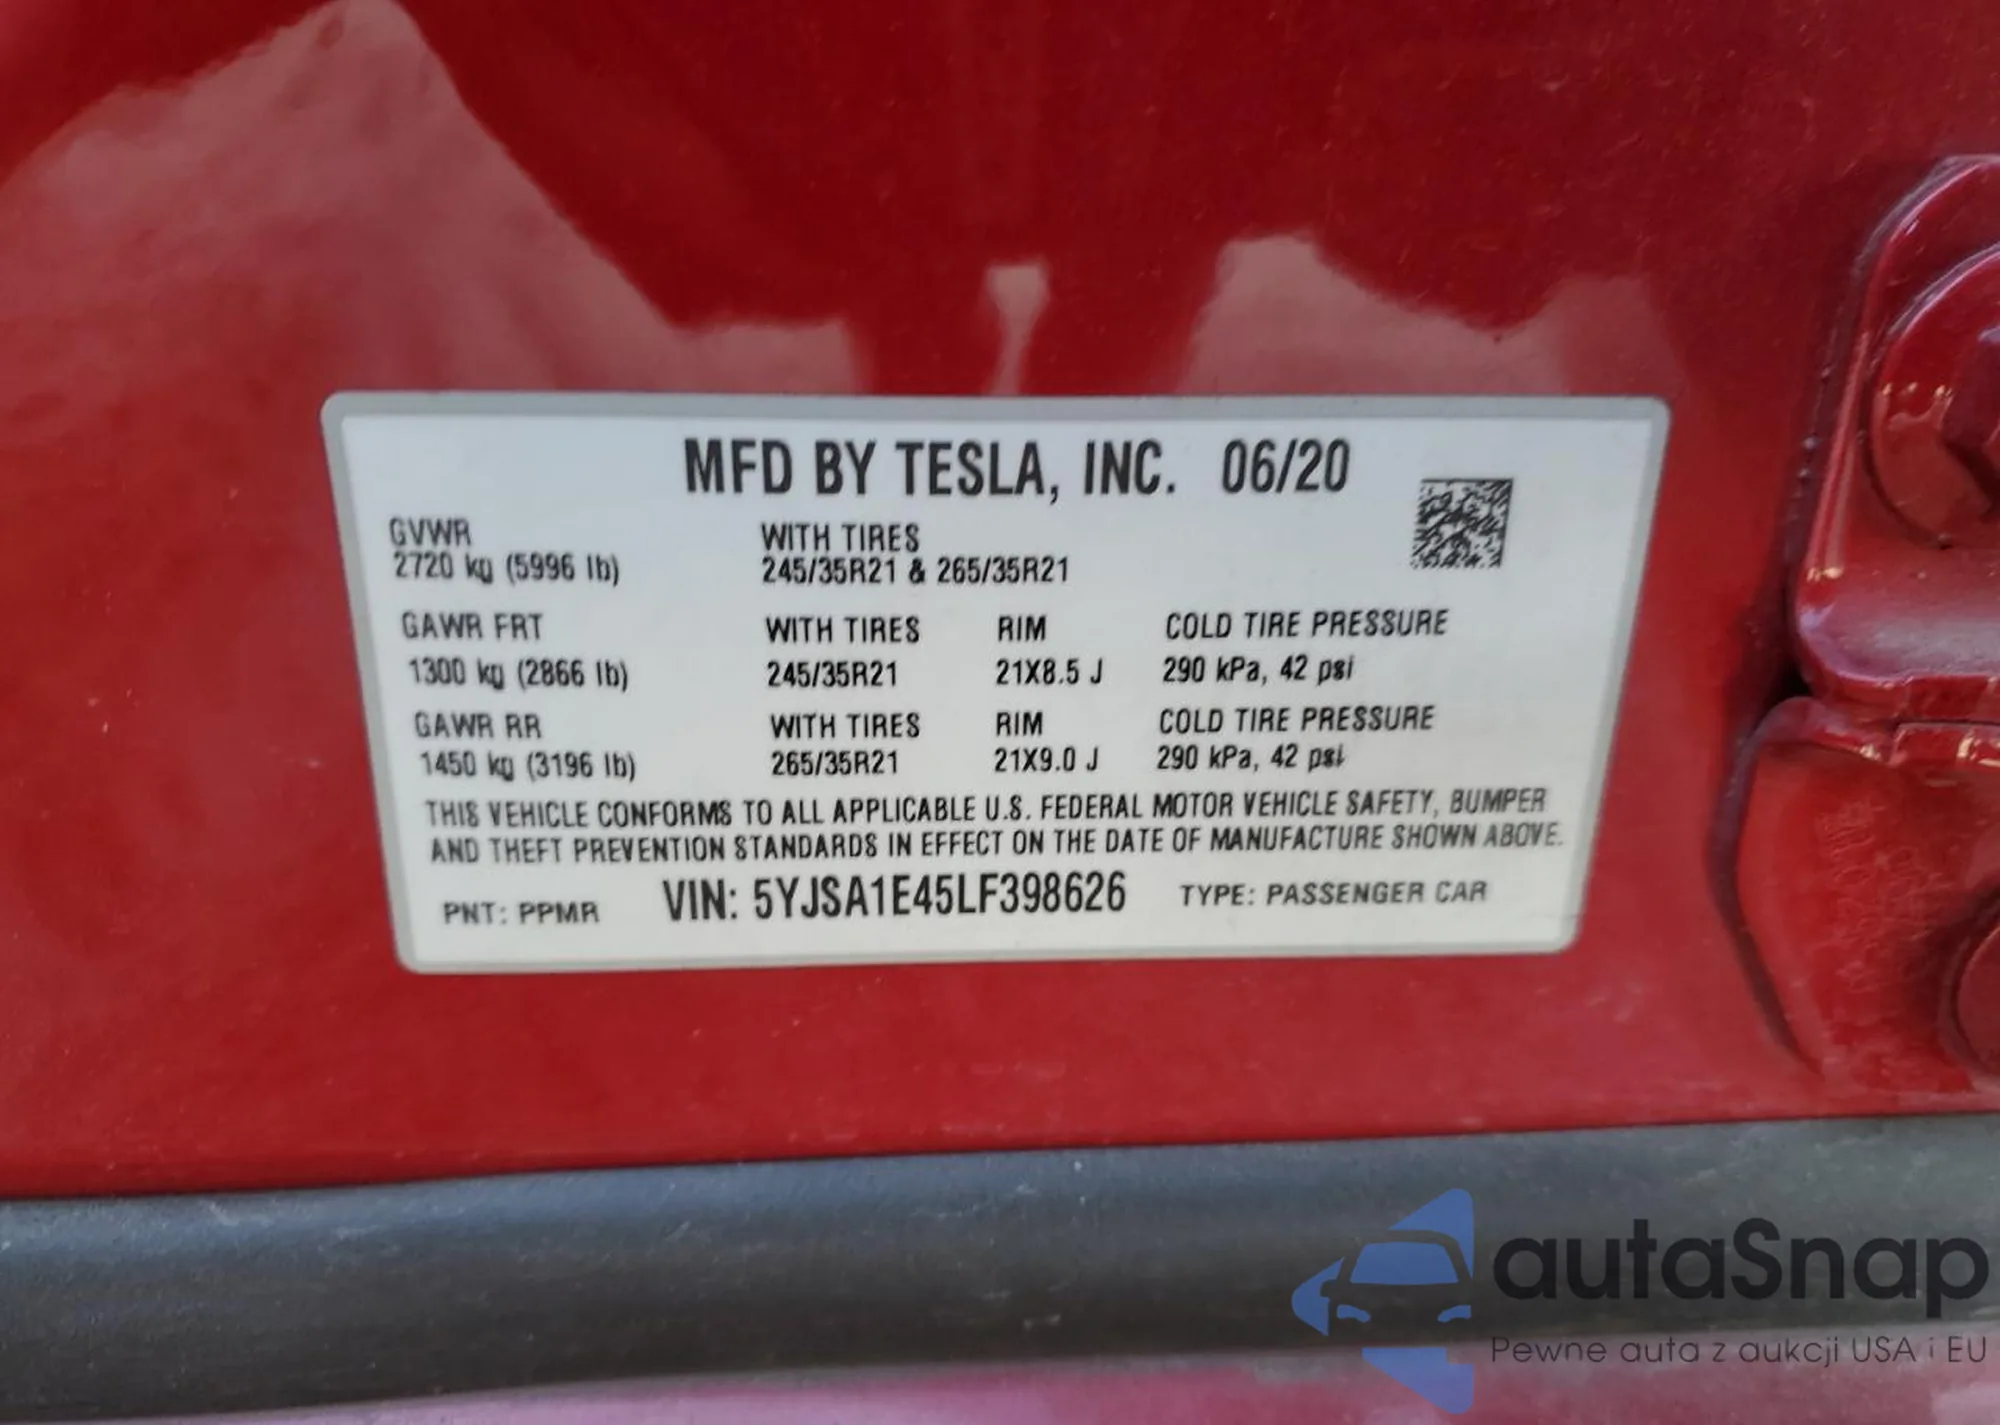 MFD BY TESLA, INC. 06/20
GVWR WITH TIRES
2720 kg (5996 lb) 245/35R21 & 265/35R21
GAWR FRT WITH TIRES RIM COLD TIRE PRESSURE
1300 kg (2866 lb) 245/35R21 21X8.5 J 290 kPa, 42 psi
GAWR RR WITH TIRES RIM COLD TIRE PRESSURE
1450 kg (3196 lb) 265/35R21 21X9.0 J 290 kPa, 42 psi
THIS VEHICLE CONFORMS TO ALL APPLICABLE U.S. FEDERAL MOTOR VEHICLE SAFETY, BUMPER
AND THEFT PREVENTION STANDARDS IN EFFECT ON THE DATE OF MANUFACTURE SHOWN ABOVE.
PNT: PPMR VIN: 5YJSA1E45LF398626 TYPE: PASSENGER CAR
autaSnap
Pewne auta z aukcji USA i EU